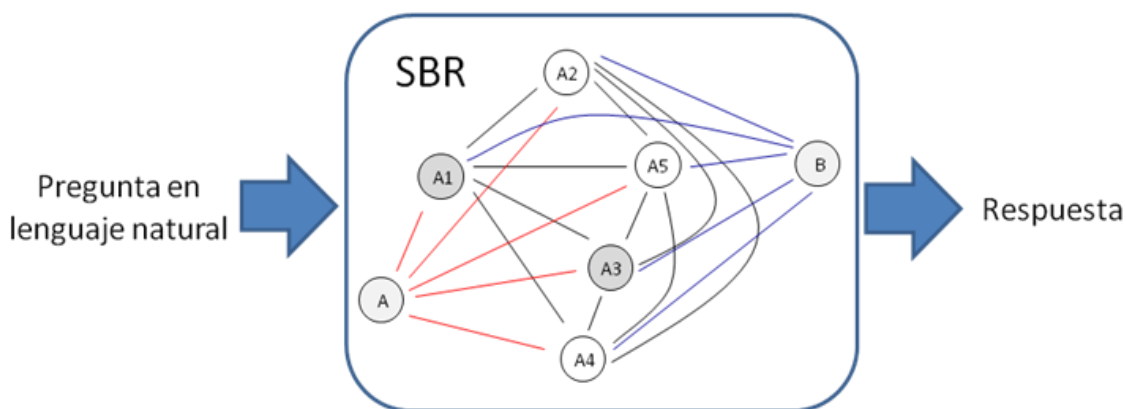 SBR
A2
A1
A5
B
Pregunta en
lenguaje natural
Respuesta
A3
A
A4